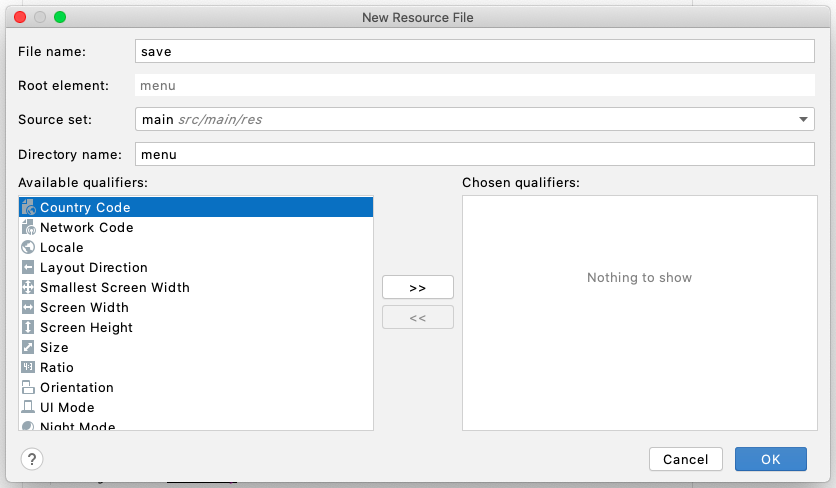 New Resource File
File name: save
Root element: menu
Source set: main src/main/res
Directory name: menu
Available qualifiers: Chosen qualifiers:
Country Code
Network Code
Locale
Layout Direction
Nothing to show
Smallest Screen Width
>>
Screen Width
<<
Screen Height
Size
Ratio
Orientation
UI Mode
Night Mode
?
Cancel OK